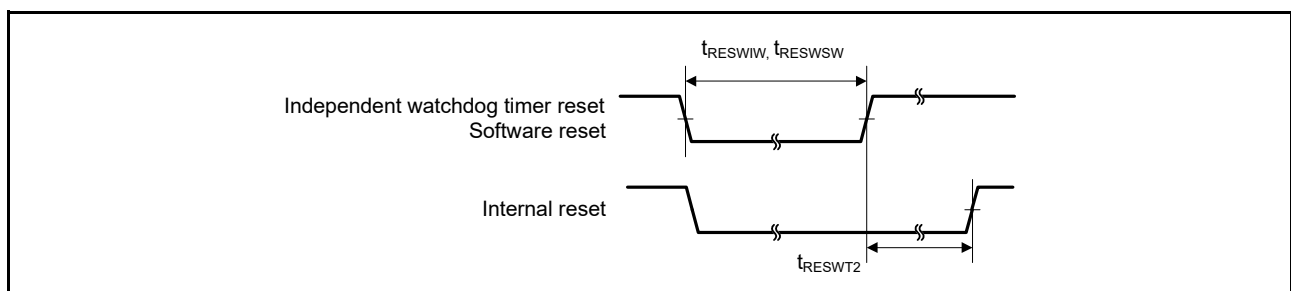 tRESWIW, tRESWSW
Independent watchdog timer reset
Software reset
Internal reset
tRESWT2